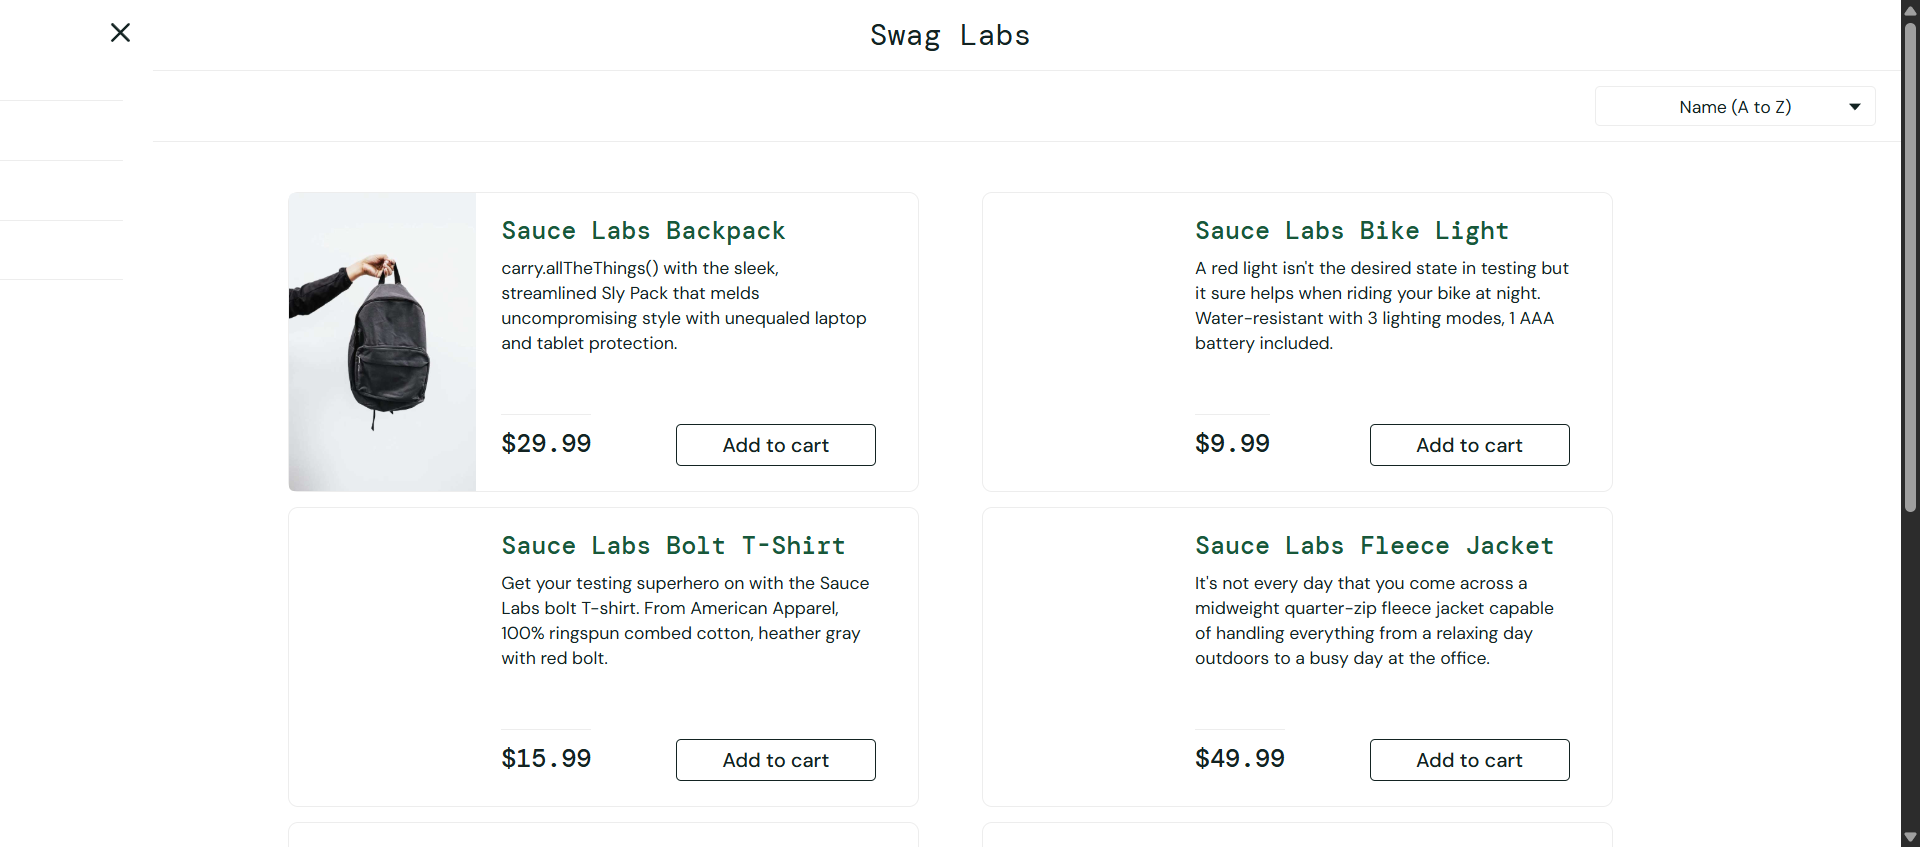 Swag Labs
Name (A to Z)
Sauce Labs Backpack
carry.allTheThings() with the sleek,
streamlined Sly Pack that melds
uncompromising style with unequaled laptop
and tablet protection.
$29.99
Add to cart
Sauce Labs Bike Light
A red light isn't the desired state in testing but
it sure helps when riding your bike at night.
Water-resistant with 3 lighting modes, 1 AAA
battery included.
$9.99
Add to cart
Sauce Labs Bolt T-Shirt
Get your testing superhero on with the Sauce
Labs bolt T-shirt. From American Apparel,
100% ringspun combed cotton, heather gray
with red bolt.
$15.99
Add to cart
Sauce Labs Fleece Jacket
It's not every day that you come across a
midweight quarter-zip fleece jacket capable
of handling everything from a relaxing day
outdoors to a busy day at the office.
$49.99
Add to cart